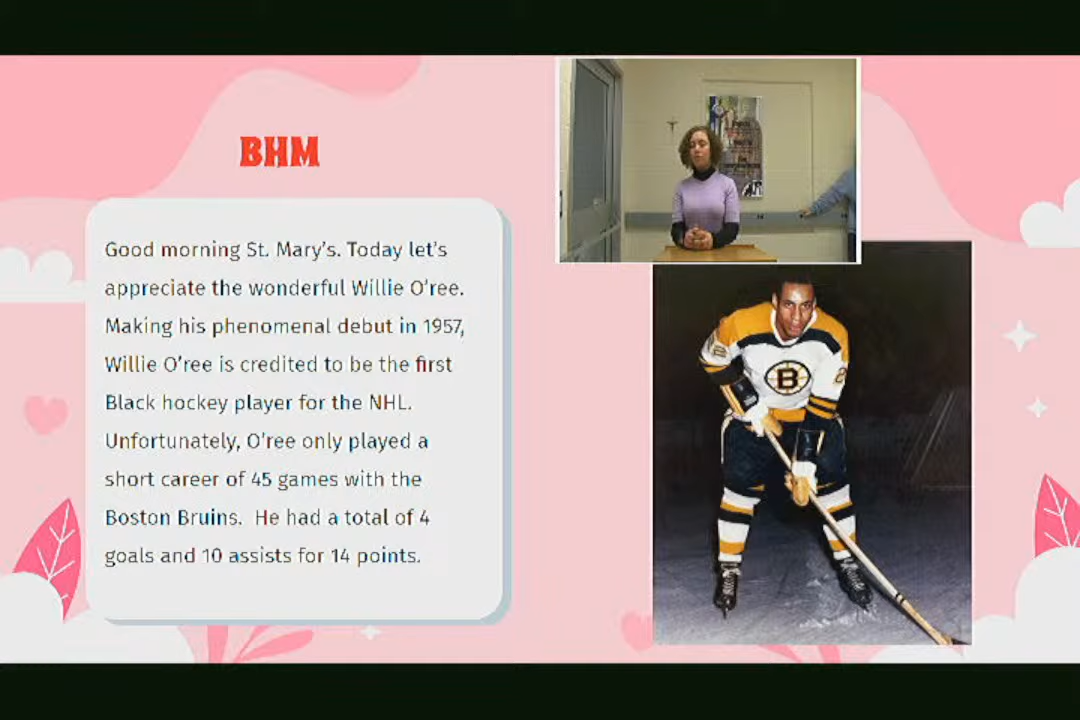 BHM
Good morning St. Mary's. Today let's
appreciate the wonderful Willie O'ree.
Making his phenomenal debut in 1957,
Willie O'ree is credited to be the first
Black hockey player for the NHL.
Unfortunately, O'ree only played a
short career of 45 games with the
Boston Bruins.  He had a total of 4
goals and 10 assists for 14 points.
B